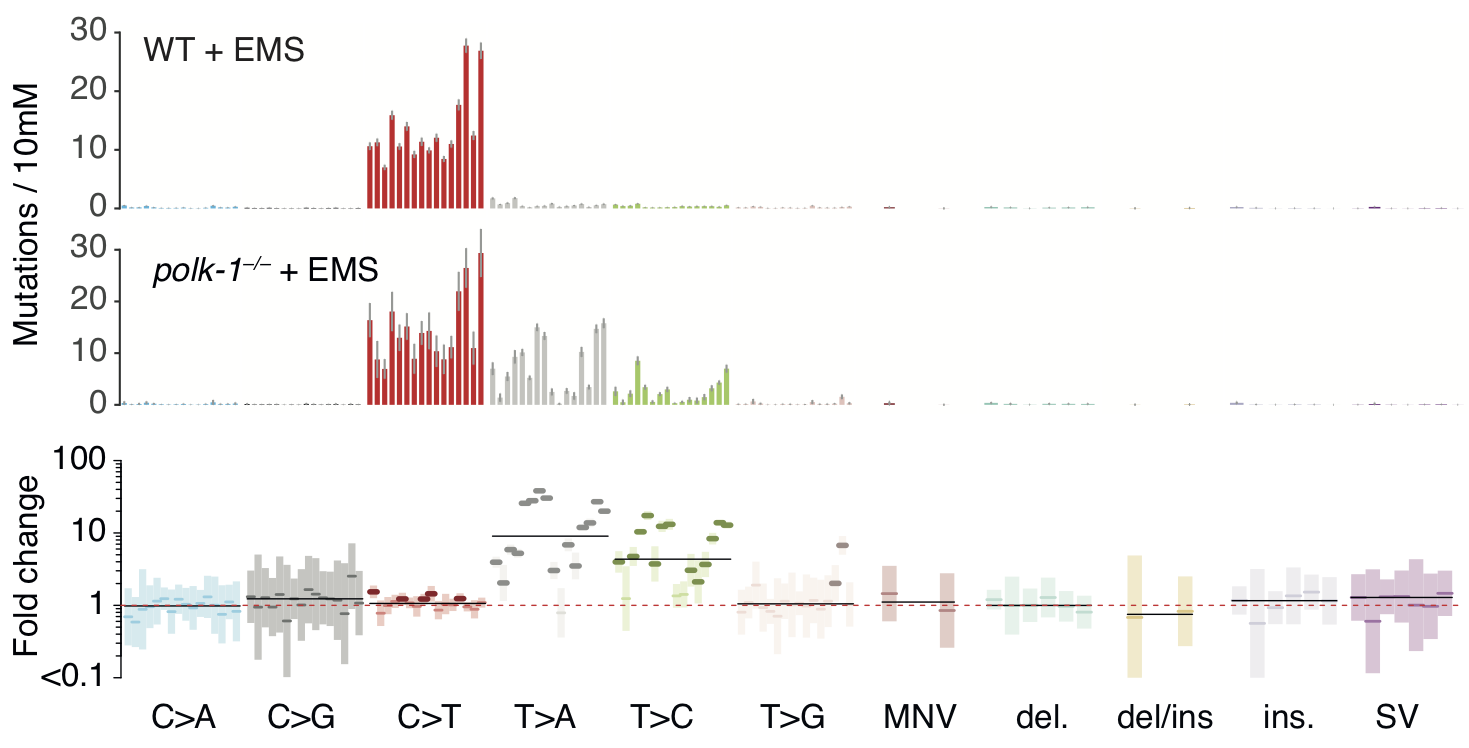 Mutations / 10mM
30
20
10
0
WT + EMS
30
20
10
0
polk-1–/– + EMS
Fold change
100
10
1
<0.1
C>A C>G C>T T>A T>C T>G MNV del. del/ins ins. SV